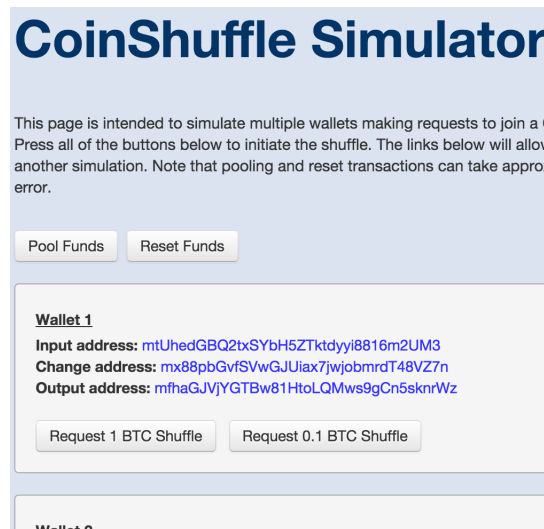 CoinShuffle Simulator
This page is intended to simulate multiple wallets making requests to join a
Press all of the buttons below to initiate the shuffle. The links below will allow
another simulation. Note that pooling and reset transactions can take appro
error.
Pool Funds Reset Funds
Wallet 1
Input address: mtUhedGBQ2txSYbH5ZTktdyyi8816m2UM3
Change address: mx88pbGvfSVwGJUiax7jwjobmrdT48VZ7n
Output address: mfhaGJVjYGTBw81HtoLQMws9gCn5sknrWz
Request 1 BTC Shuffle Request 0.1 BTC Shuffle